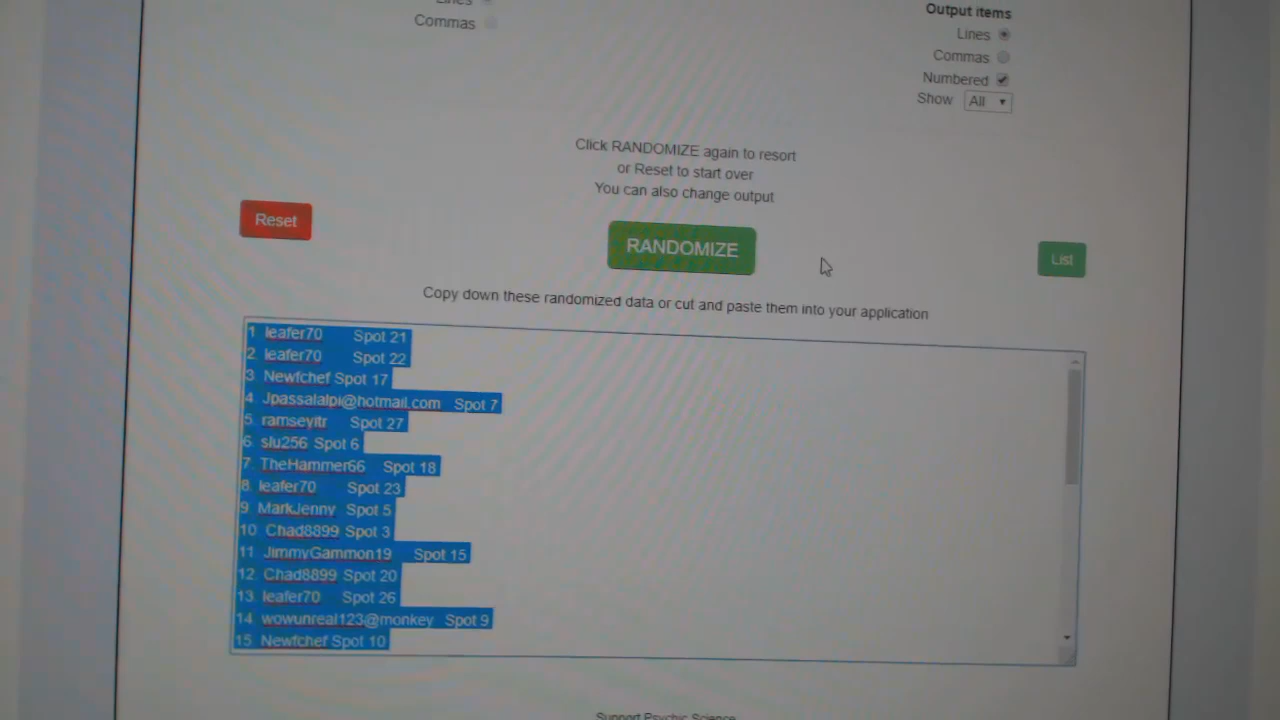 Lines
Commas
Output items
Lines
Commas
Numbered
Show All
Click RANDOMIZE again to resort
or Reset to start over
You can also change output
Reset
RANDOMIZE
List
Copy down these randomized data or cut and paste them into your application
1. leafer70 Spot 21
2. leafer70 Spot 22
3. Newfchef Spot 17
4. Jpassalalpi@hotmail.com Spot 7
5. ramseyitr Spot 27
6. slu256 Spot 6
7. TheHammer66 Spot 18
8. leafer70 Spot 23
9. MarkJenny Spot 5
10. Chad8899 Spot 3
11. JimmyGammon19 Spot 15
12. Chad8899 Spot 20
13. leafer70 Spot 26
14. wowunreal123@monkey Spot 9
15. Newfchef Spot 10
Support Psychic Science